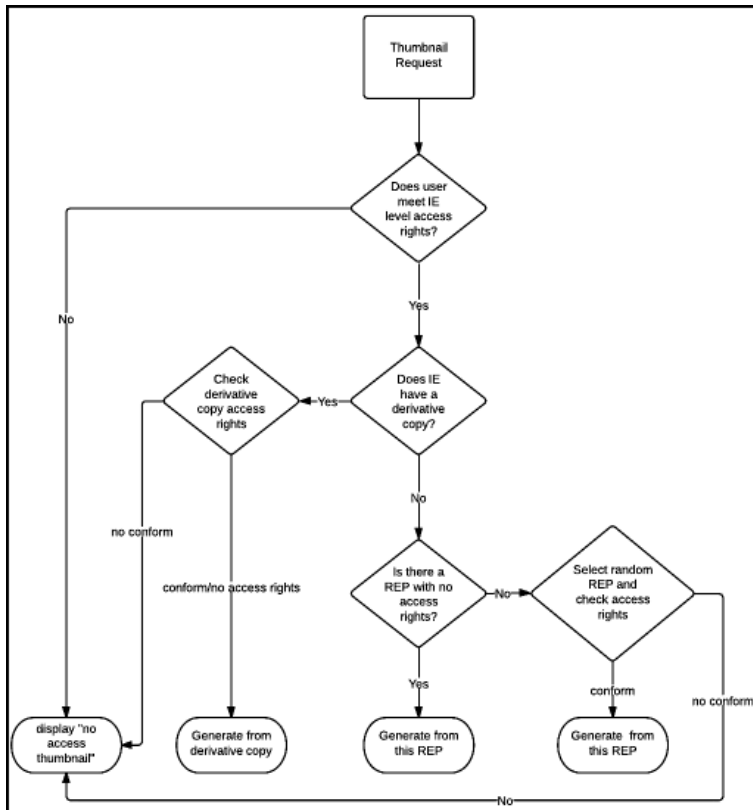 Thumbnail
Request
Does user
meet IE
level access
rights?
No
Yes
Check
derivative
copy access
rights
Yes
Does IE
have a
derivative
copy?
No
no conform
conform/no access rights
Is there a
REP with no
access
rights?
No
Select random
REP and
check access
rights
Yes
conform
no conform
display "no
access
thumbnail"
Generate from
derivative copy
Generate from
this REP
Generate from
this REP
No